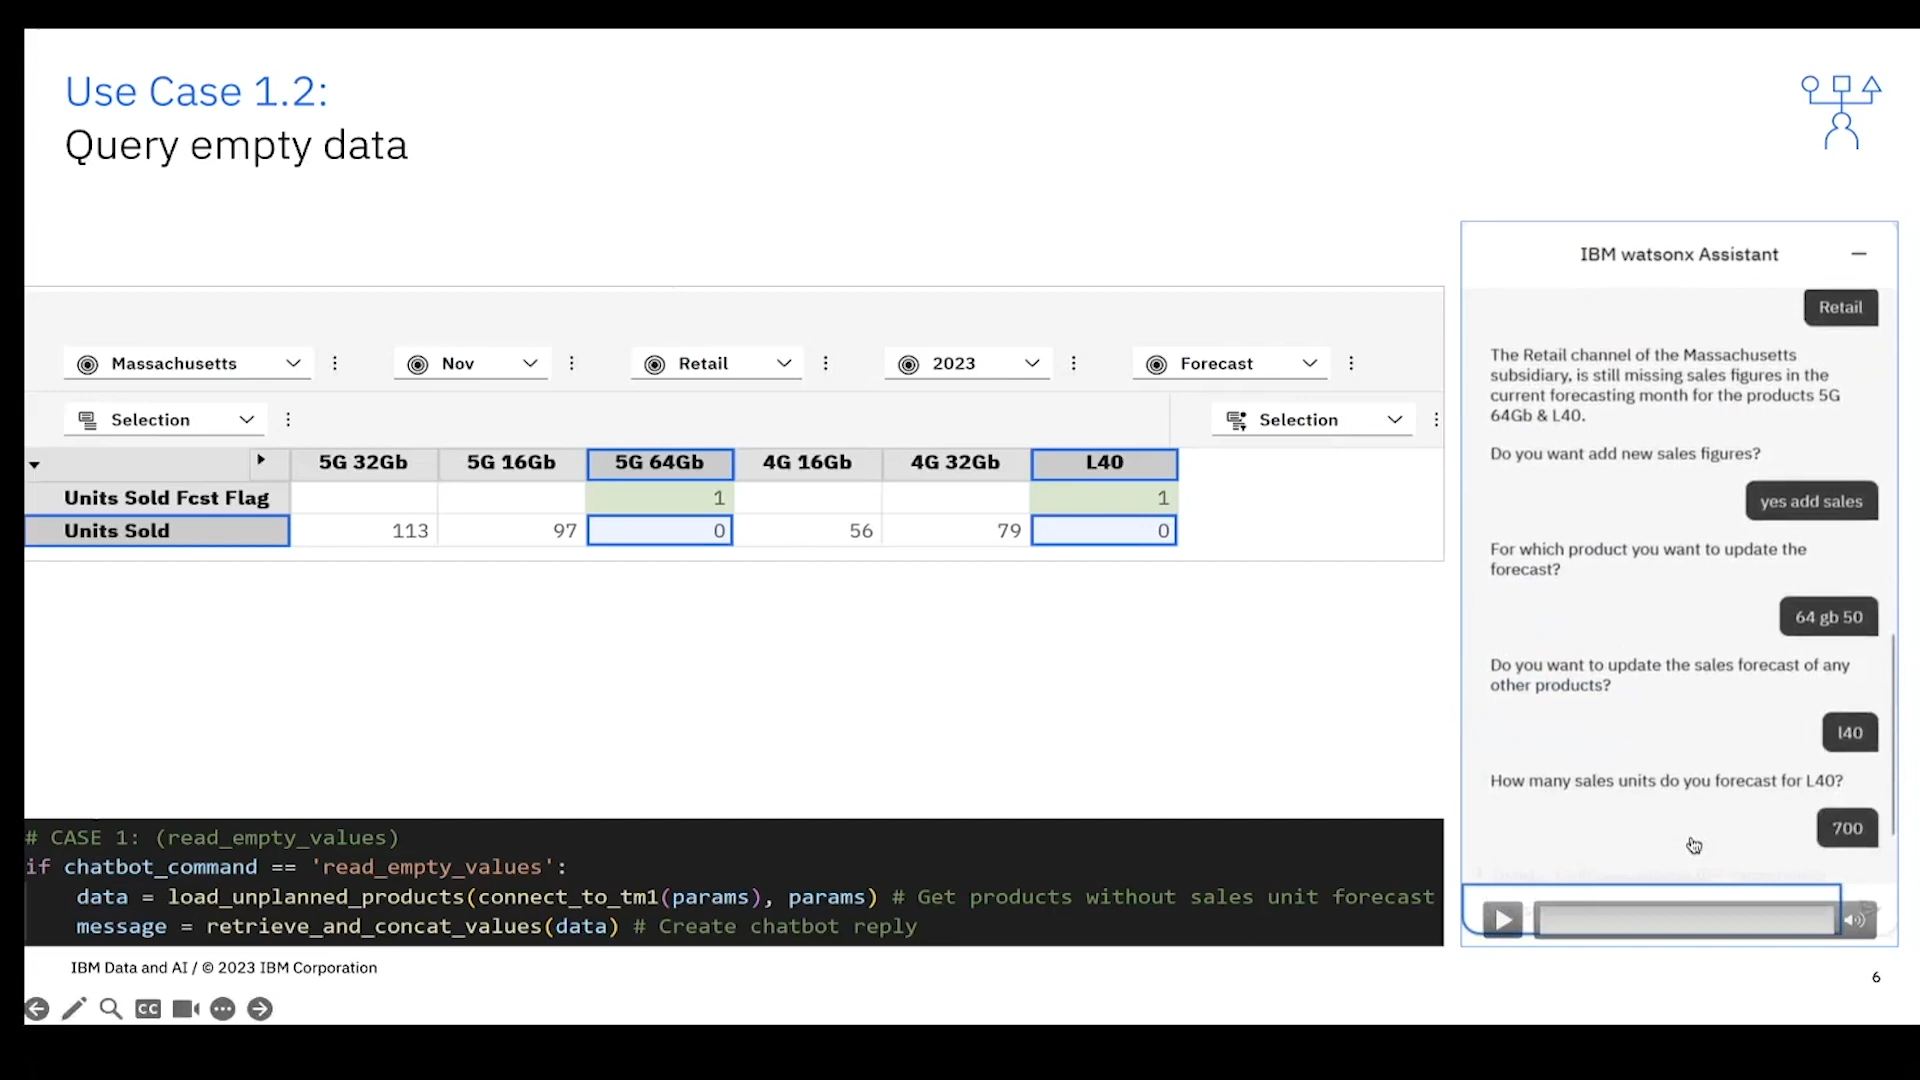 Use Case 1.2:
Query empty data
Massachusetts
Nov
Retail
2023
Forecast
Selection
Selection
5G 32Gb
5G 16Gb
5G 64Gb
4G 16Gb
4G 32Gb
L40
Units Sold Fcst Flag
1
1
Units Sold
113
97
0
56
79
0
IBM watsonx Assistant
Retail
The Retail channel of the Massachusetts
subsidiary, is still missing sales figures in the
current forecasting month for the products 5G
64Gb & L40.
Do you want add new sales figures?
yes add sales
For which product you want to update the
forecast?
64 gb 50
Do you want to update the sales forecast of any
other products?
l40
How many sales units do you forecast for L40?
700
# CASE 1: (read_empty_values)
if chatbot_command == 'read_empty_values':
data = load_unplanned_products(connect_to_tm1(params), params) # Get products without sales unit forecast
message = retrieve_and_concat_values(data) # Create chatbot reply
IBM Data and AI / © 2023 IBM Corporation
6
CC